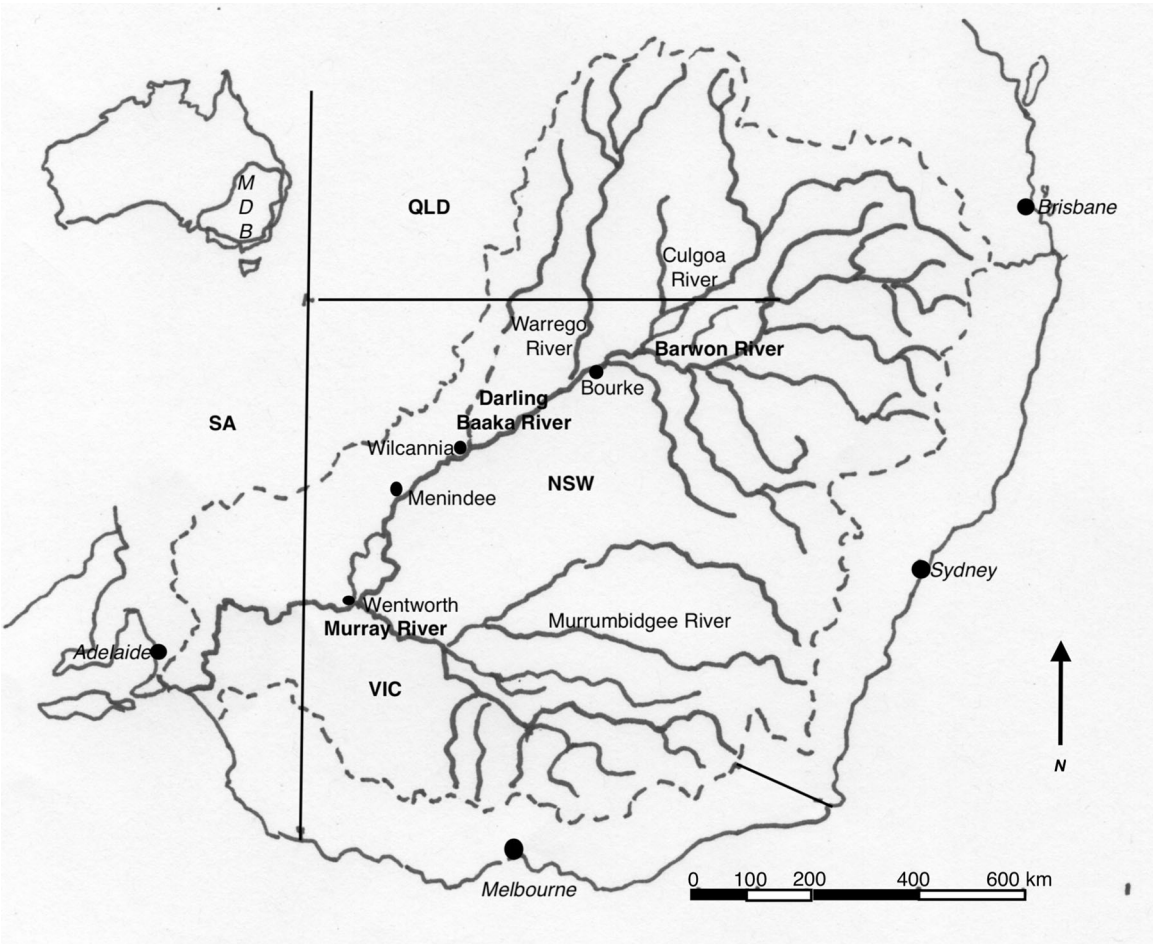 M
D
B
QLD
Brisbane
Culgoa
River
Warrego
River
Barwon River
Bourke
Darling
Baaka River
SA
Wilcannia
NSW
Menindee
Sydney
Wentworth
Murray River
Murrumbidgee River
Adelaide
VIC
N
Melbourne
0 100 200 400 600 km